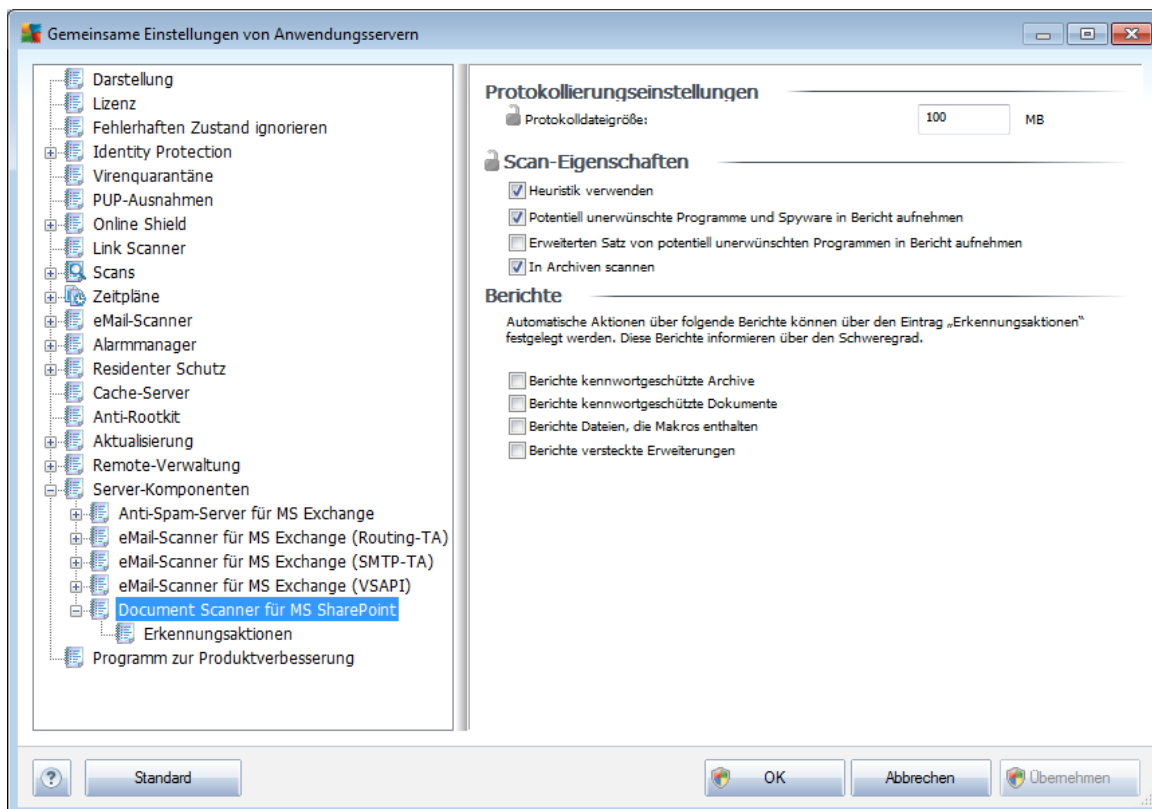 Gemeinsame Einstellungen von Anwendungsservern
Darstellung
Lizenz
Fehlerhaften Zustand ignorieren
Identity Protection
Virenquarantäne
PUP-Ausnahmen
Online Shield
Link Scanner
Scans
Zeitpläne
eMail-Scanner
Alarmmanager
Residenter Schutz
Cache-Server
Anti-Rootkit
Aktualisierung
Remote-Verwaltung
Server-Komponenten
Anti-Spam-Server für MS Exchange
eMail-Scanner für MS Exchange (Routing-TA)
eMail-Scanner für MS Exchange (SMTP-TA)
eMail-Scanner für MS Exchange (VSAPI)
Document Scanner für MS SharePoint
Erkennungsaktionen
Programm zur Produktverbesserung
Protokollierungseinstellungen
Protokolldateigröße: 100 MB
Scan-Eigenschaften
Heuristik verwenden
Potentiell unerwünschte Programme und Spyware in Bericht aufnehmen
Erweiterten Satz von potentiell unerwünschten Programmen in Bericht aufnehmen
In Archiven scannen
Berichte
Automatische Aktionen über folgende Berichte können über den Eintrag „Erkennungsaktionen“
festgelegt werden. Diese Berichte informieren über den Schweregrad.
Berichte kennwortgeschützte Archive
Berichte kennwortgeschützte Dokumente
Berichte Dateien, die Makros enthalten
Berichte versteckte Erweiterungen
? Standard OK Abbrechen Übernehmen